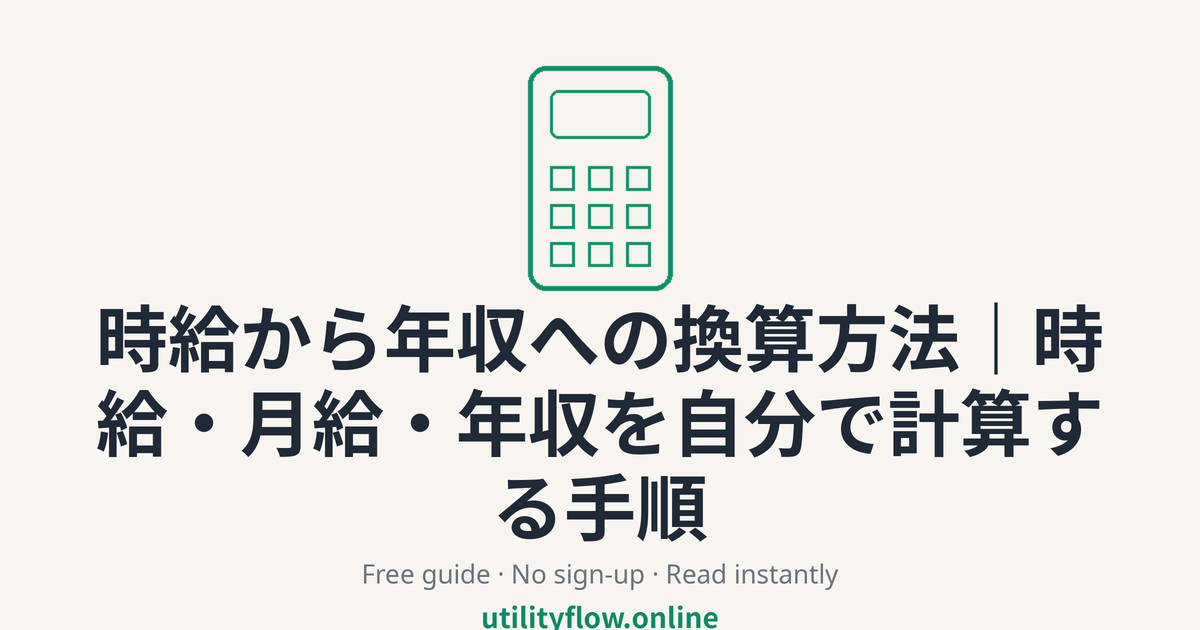 時給から年収への換算方法｜時
給・月給・年収を自分で計算す
る手順
Free guide · No sign-up · Read instantly
utilityflow.online